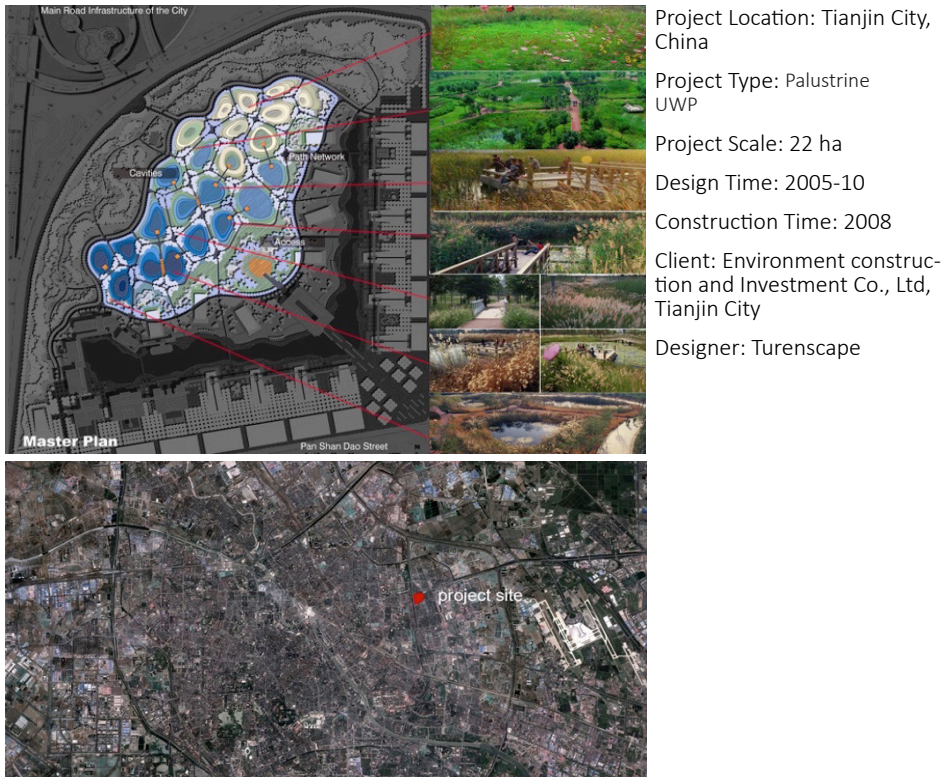 Main Road Infrastructure of the City
Path Network
Cavities
Access
Master Plan
Pan Shan Dao Street
project site
Project Location: Tianjin City,
China
Project Type: Palustrine
UWP
Project Scale: 22 ha
Design Time: 2005-10
Construction Time: 2008
Client: Environment construc-
tion and Investment Co., Ltd,
Tianjin City
Designer: Turenscape